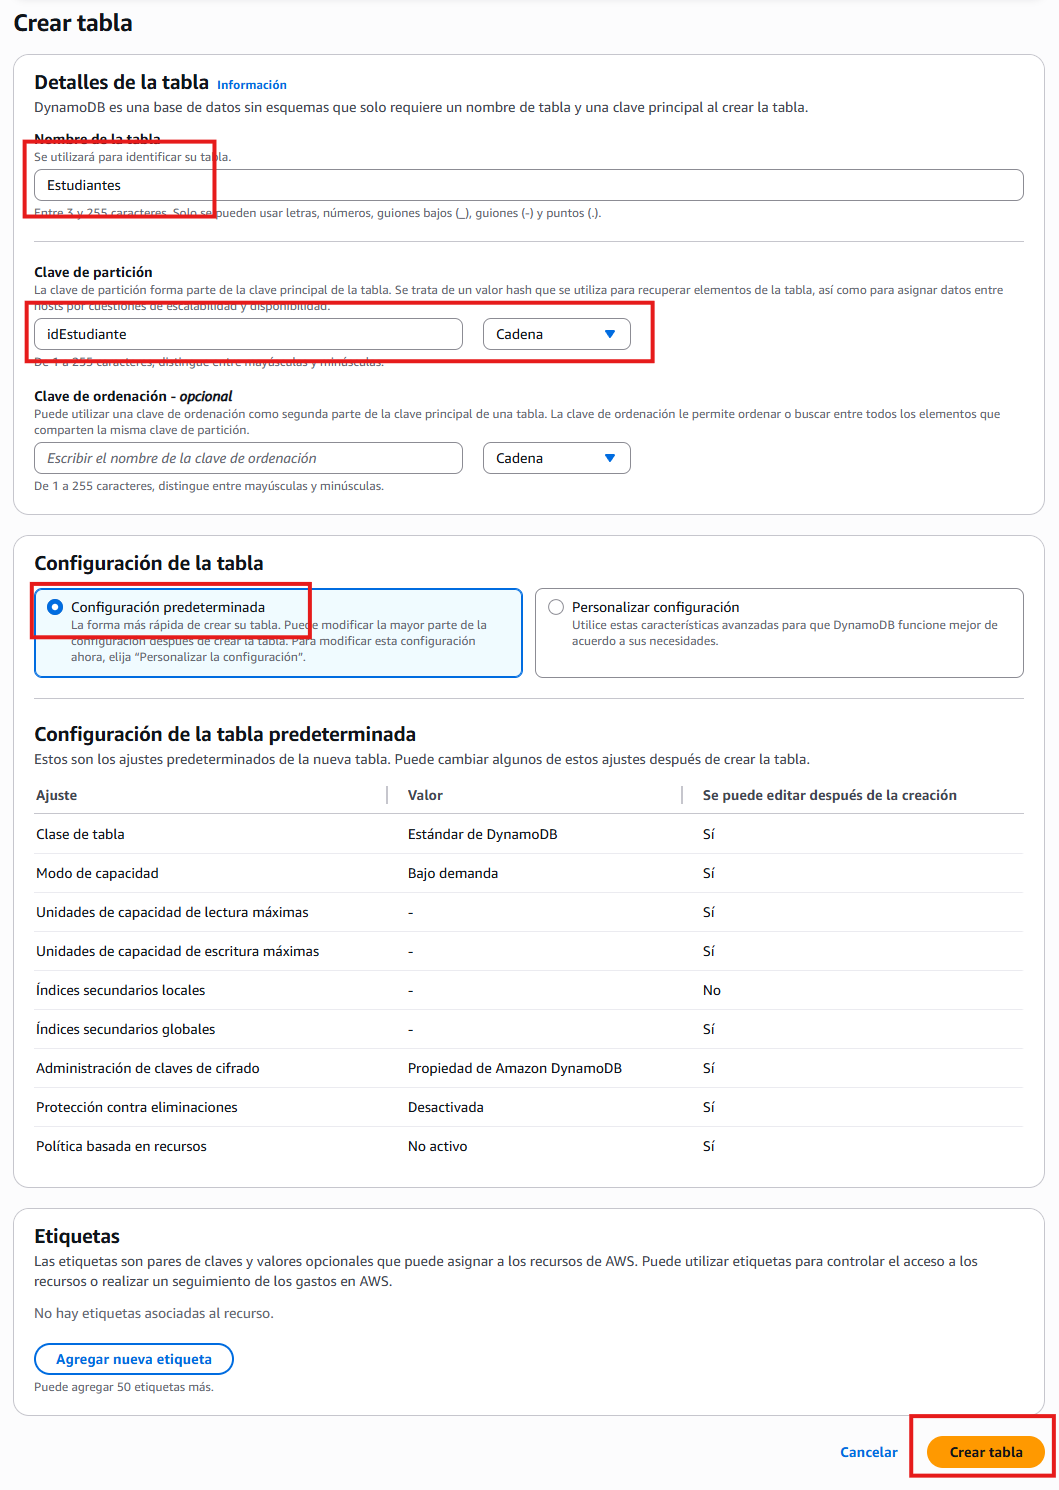 Crear tabla
Detalles de la tabla Información
DynamoDB es una base de datos sin esquemas que solo requiere un nombre de tabla y una clave principal al crear la tabla.
Nombre de la tabla
Se utilizará para identificar su tabla.
Estudiantes
Entre 3 y 255 caracteres. Solo se pueden usar letras, números, guiones bajos (_), guiones (-) y puntos (.).
Clave de partición
La clave de partición forma parte de la clave principal de la tabla. Se trata de un valor hash que se utiliza para recuperar elementos de la tabla, así como para asignar datos entre
hosts por cuestiones de escalabilidad y disponibilidad.
idEstudiante Cadena
De 1 a 255 caracteres, distingue entre mayúsculas y minúsculas.
Clave de ordenación - opcional
Puede utilizar una clave de ordenación como segunda parte de la clave principal de una tabla. La clave de ordenación le permite ordenar o buscar entre todos los elementos que
comparten la misma clave de partición.
Escribir el nombre de la clave de ordenación Cadena
De 1 a 255 caracteres, distingue entre mayúsculas y minúsculas.
Configuración de la tabla
Configuración predeterminada
La forma más rápida de crear su tabla. Puede modificar la mayor parte de la
configuración después de crear la tabla. Para modificar esta configuración
ahora, elija “Personalizar la configuración”.
Personalizar configuración
Utilice estas características avanzadas para que DynamoDB funcione mejor de
acuerdo a sus necesidades.
Configuración de la tabla predeterminada
Estos son los ajustes predeterminados de la nueva tabla. Puede cambiar algunos de estos ajustes después de crear la tabla.
Ajuste Valor Se puede editar después de la creación
Clase de tabla Estándar de DynamoDB Sí
Modo de capacidad Bajo demanda Sí
Unidades de capacidad de lectura máximas - Sí
Unidades de capacidad de escritura máximas - Sí
Índices secundarios locales - No
Índices secundarios globales - Sí
Administración de claves de cifrado Propiedad de Amazon DynamoDB Sí
Protección contra eliminaciones Desactivada Sí
Política basada en recursos No activo Sí
Etiquetas
Las etiquetas son pares de claves y valores opcionales que puede asignar a los recursos de AWS. Puede utilizar etiquetas para controlar el acceso a los
recursos o realizar un seguimiento de los gastos en AWS.
No hay etiquetas asociadas al recurso.
Agregar nueva etiqueta
Puede agregar 50 etiquetas más.
Cancelar Crear tabla